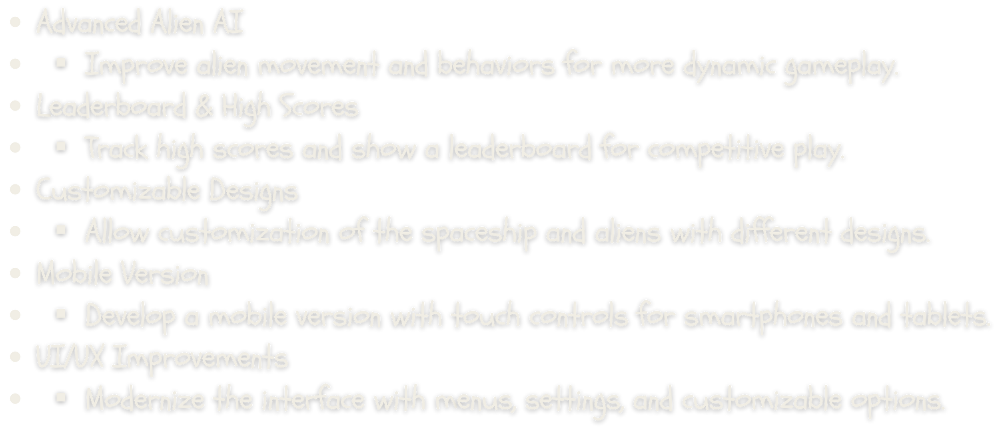 • Advanced Alien AI
• ▪ Improve alien movement and behaviors for more dynamic gameplay.
• Leaderboard & High Scores
• ▪ Track high scores and show a leaderboard for competitive play.
• Customizable Designs
• ▪ Allow customization of the spaceship and aliens with different designs.
• Mobile Version
• ▪ Develop a mobile version with touch controls for smartphones and tablets.
• UI/UX Improvements
• ▪ Modernize the interface with menus, settings, and customizable options.